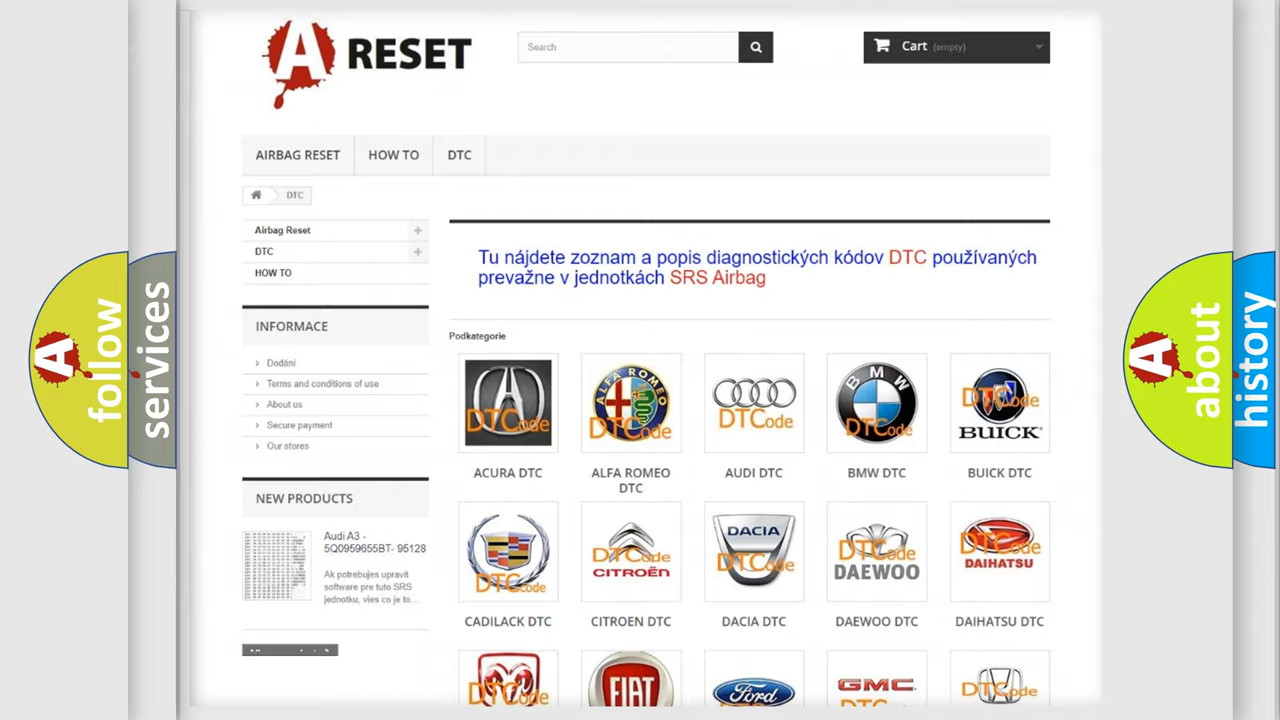 A RESET
Search
Cart (empty)
AIRBAG RESET
HOW TO
DTC
DTC
Airbag Reset
DTC
HOW TO
Tu nájdete zoznam a popis diagnostických kódov DTC používaných
prevažne v jednotkách SRS Airbag
INFORMACE
Dodání
Terms and conditions of use
About us
Secure payment
Our stores
NEW PRODUCTS
Audi A3 -
5Q0959655BT- 95128
Ak potrebujes upravit
software pre tuto SRS
jednotku, vies co je to...
Podkategorie
DTCode
ALFA ROMEO
DTCode
DTCode
BMW
DTCode
DTCode
BUICK
ACURA DTC
ALFA ROMEO
DTC
AUDI DTC
BMW DTC
BUICK DTC
DTCode
DTCode
CITROËN
DACIA
DTCode
DTCode
DAEWOO
DTCode
DAIHATSU
CADILACK DTC
CITROEN DTC
DACIA DTC
DAEWOO DTC
DAIHATSU DTC
DTCode
FIAT
Ford
GMC
DTCode
A follow
services
A about
history